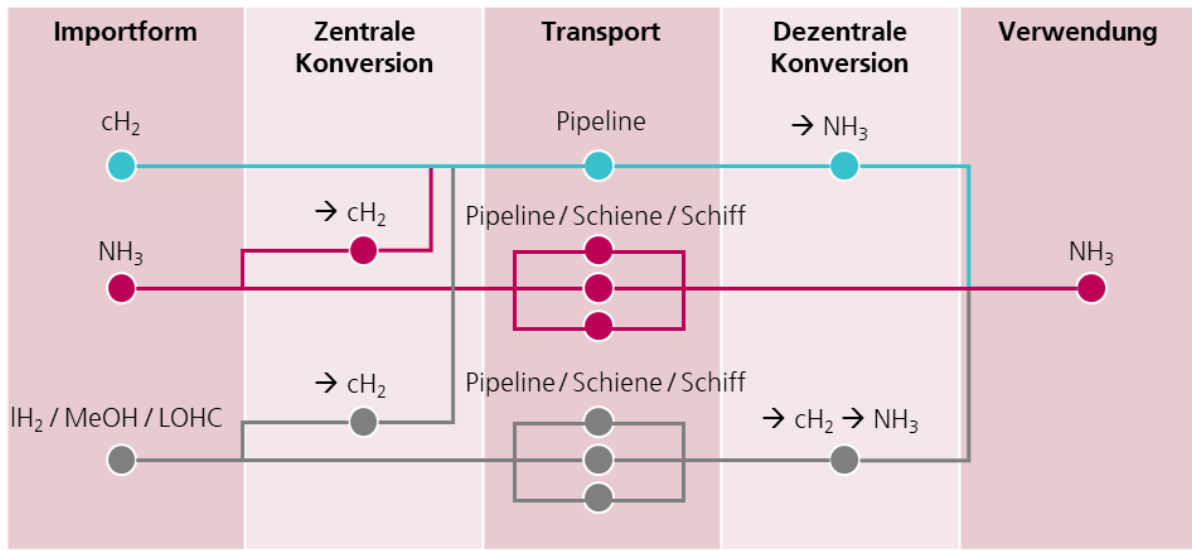 Importform
Zentrale
Konversion
Transport
Dezentrale
Konversion
Verwendung
cH₂
Pipeline
→ NH₃
→ cH₂
Pipeline / Schiene / Schiff
NH₃
NH₃
→ cH₂
Pipeline / Schiene / Schiff
lH₂ / MeOH / LOHC
→ cH₂ → NH₃